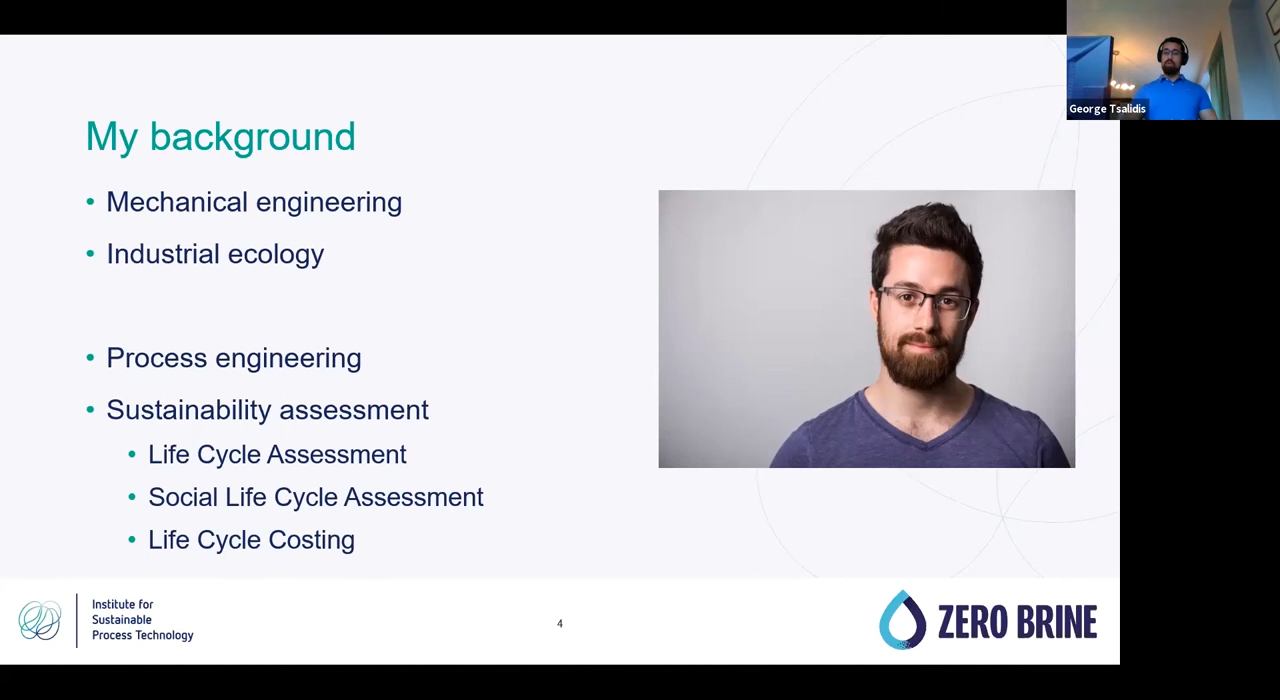 George Tsalidis
My background
• Mechanical engineering
• Industrial ecology
• Process engineering
• Sustainability assessment
• Life Cycle Assessment
• Social Life Cycle Assessment
• Life Cycle Costing
Institute for
Sustainable
Process Technology
4
ZERO BRINE